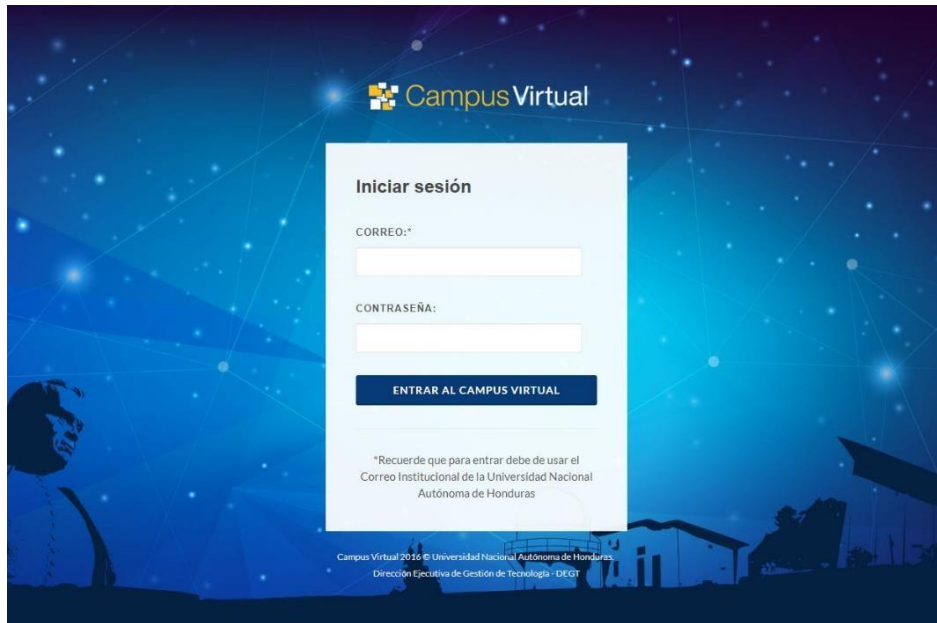 Campus Virtual
Iniciar sesión
CORREO:*
CONTRASEÑA:
ENTRAR AL CAMPUS VIRTUAL
*Recuerde que para entrar debe de usar el
Correo Institucional de la Universidad Nacional
Autónoma de Honduras
Campus Virtual 2016 © Universidad Nacional Autónoma de Honduras,
Dirección Ejecutiva de Gestión de Tecnología - DEGT